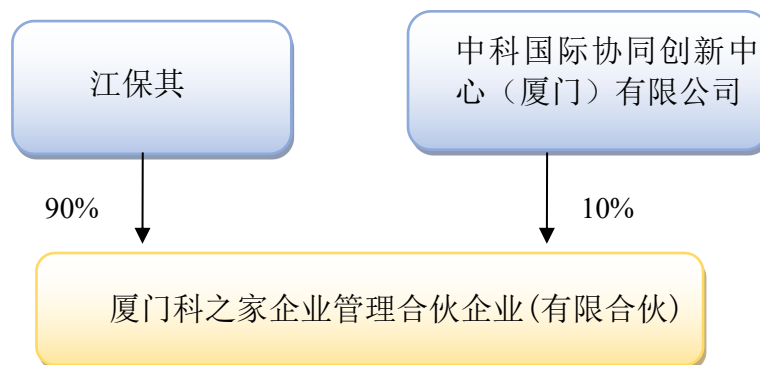 江保其
中科国际协同创新中
心（厦门）有限公司
90%
10%
厦门科之家企业管理合伙企业(有限合伙)